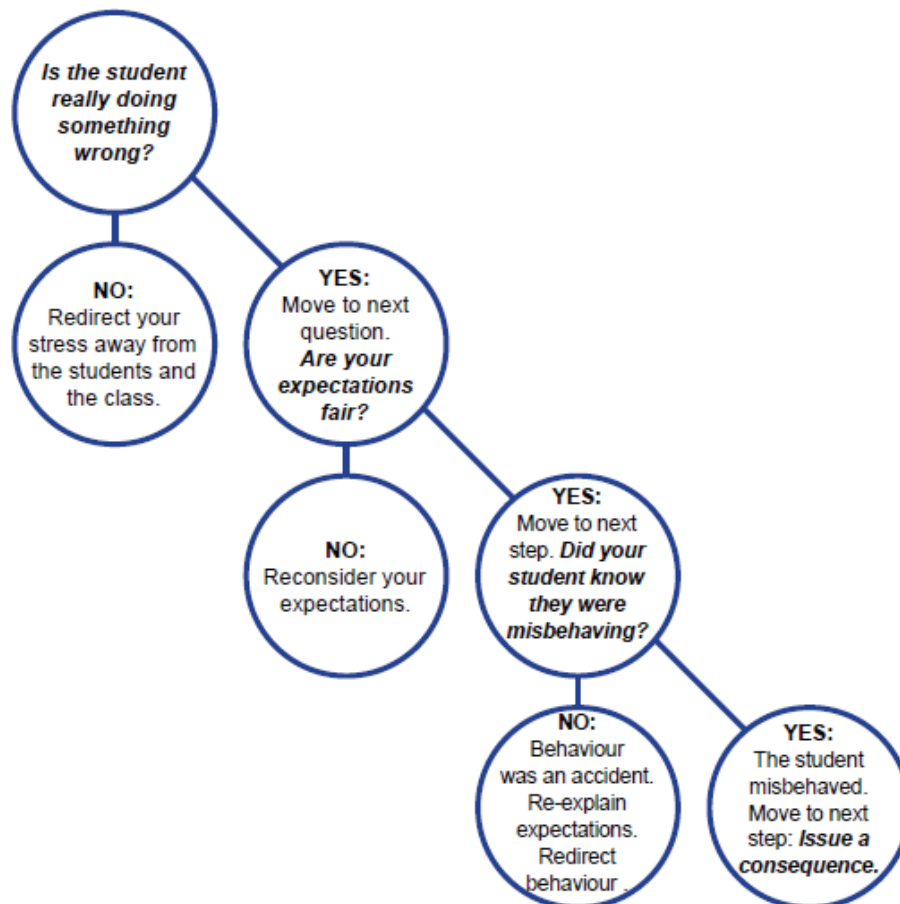 Is the student
really doing
something
wrong?
NO:
Redirect your
stress away from
the students and
the class.
YES:
Move to next
question.
Are your
expectations
fair?
NO:
Reconsider your
expectations.
YES:
Move to next
step. Did your
student know
they were
misbehaving?
NO:
Behaviour
was an accident.
Re-explain
expectations.
Redirect
behaviour .
YES:
The student
misbehaved.
Move to next
step: Issue a
consequence.